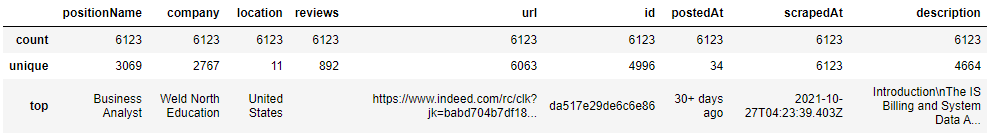 positionName company location reviews url id postedAt scrapedAt description
count 6123 6123 6123 6123 6123 6123 6123 6123 6123
unique 3069 2767 11 892 6063 4996 34 6123 4664
top Business Analyst Weld North Education United States https://www.indeed.com/rc/clk?jk=babd704b7df18... da517e29de6c6e86 30+ days ago 2021-10-27T04:23:39.403Z Introduction\nThe IS Billing and System Data A...